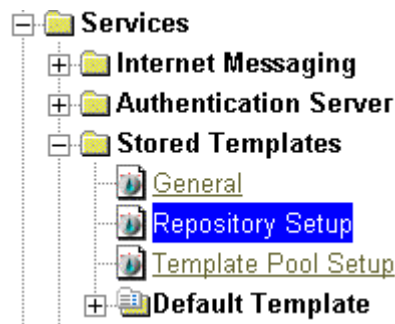 Services
Internet Messaging
Authentication Server
Stored Templates
General
Repository Setup
Template Pool Setup
Default Template